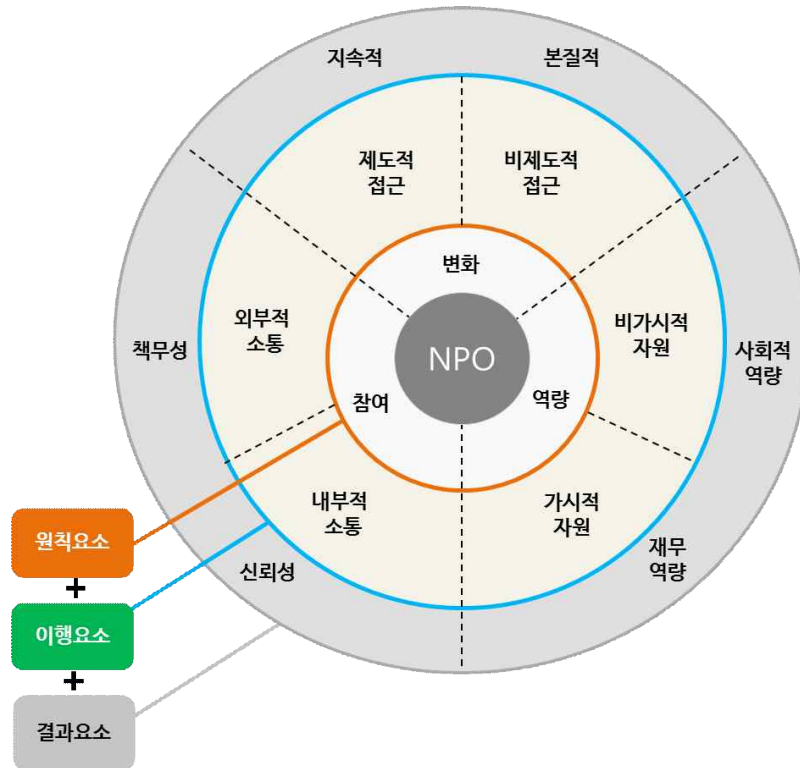 지속적
본질적
제도적
접근
비제도적
접근
변화
외부적
소통
비가시적
자원
책무성
NPO
사회적
역량
참여
역량
내부적
소통
가시적
자원
원칙요소
재무
역량
신뢰성
+
이행요소
+
결과요소